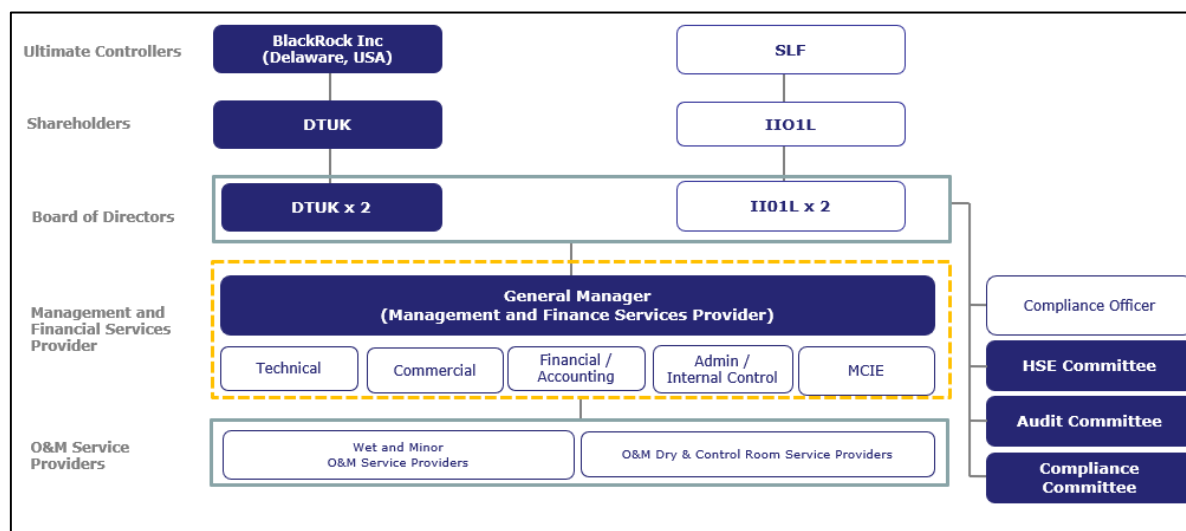 Ultimate Controllers
BlackRock Inc
(Delaware, USA)
SLF
Shareholders
DTUK
IIO1L
Board of Directors
DTUK x 2
II01L x 2
Management and
Financial Services
Provider
General Manager
(Management and Finance Services Provider)
Technical
Commercial
Financial /
Accounting
Admin /
Internal Control
MCIE
Compliance Officer
HSE Committee
Audit Committee
Compliance
Committee
O&M Service
Providers
Wet and Minor
O&M Service Providers
O&M Dry & Control Room Service Providers